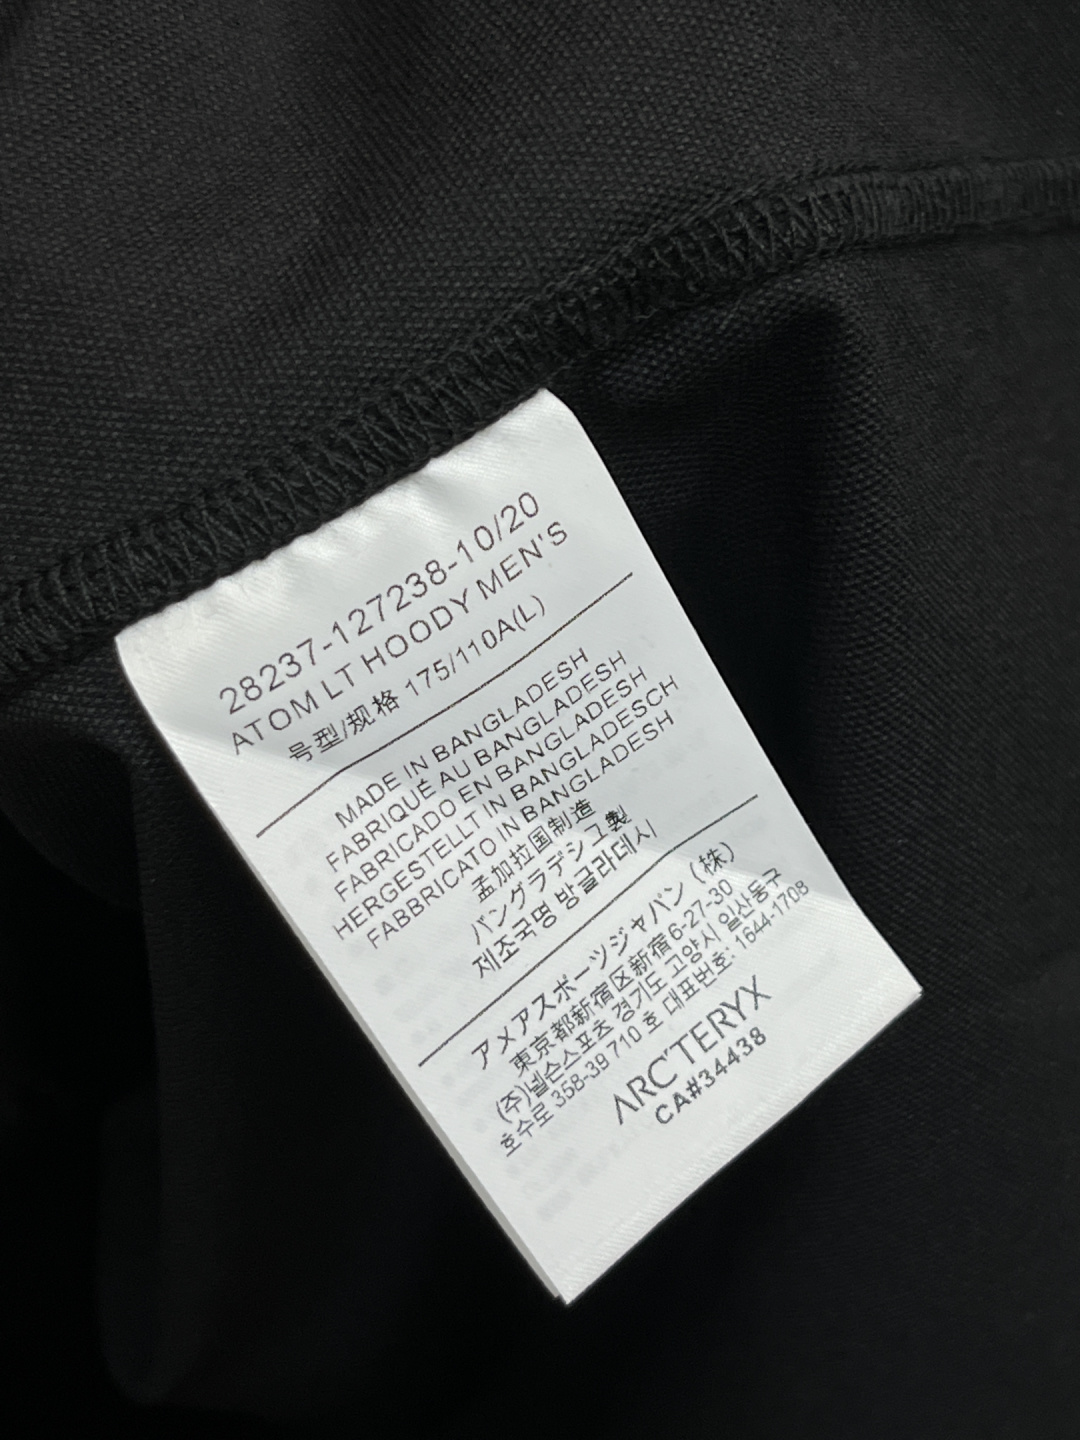 28237-127238-10/20
ATOM LT HOODY MEN'S
号型/规格 175/110A(L)
MADE IN BANGLADESH
FABRIQUÉ AU BANGLADESH
FABRICADO EN BANGLADESH
HERGESTELLT IN BANGLADESCH
FABBRICATO IN BANGLADESH
孟加拉国制造
バングラデシュ製
제조국명 방글라데시
アメアスポーツジャパン（株）
東京都新宿区新宿6-27-30
(주)넬슨스포츠 경기도 고양시 일산동구
호수로 358-39 710 호 대표번호: 1644-1708
ARC'TERYX
CA#34438